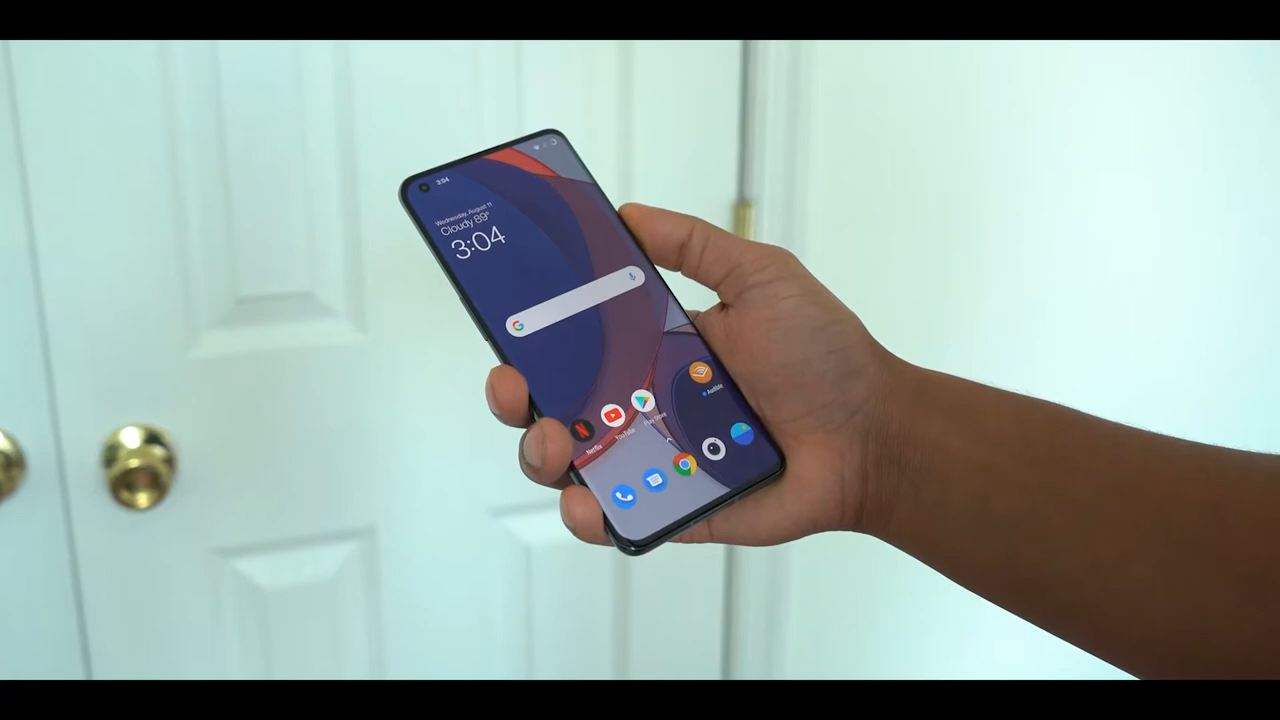 3:04
Wednesday, August 11
Cloudy 89°
3:04
Netflix
YouTube
Play Store
Audible